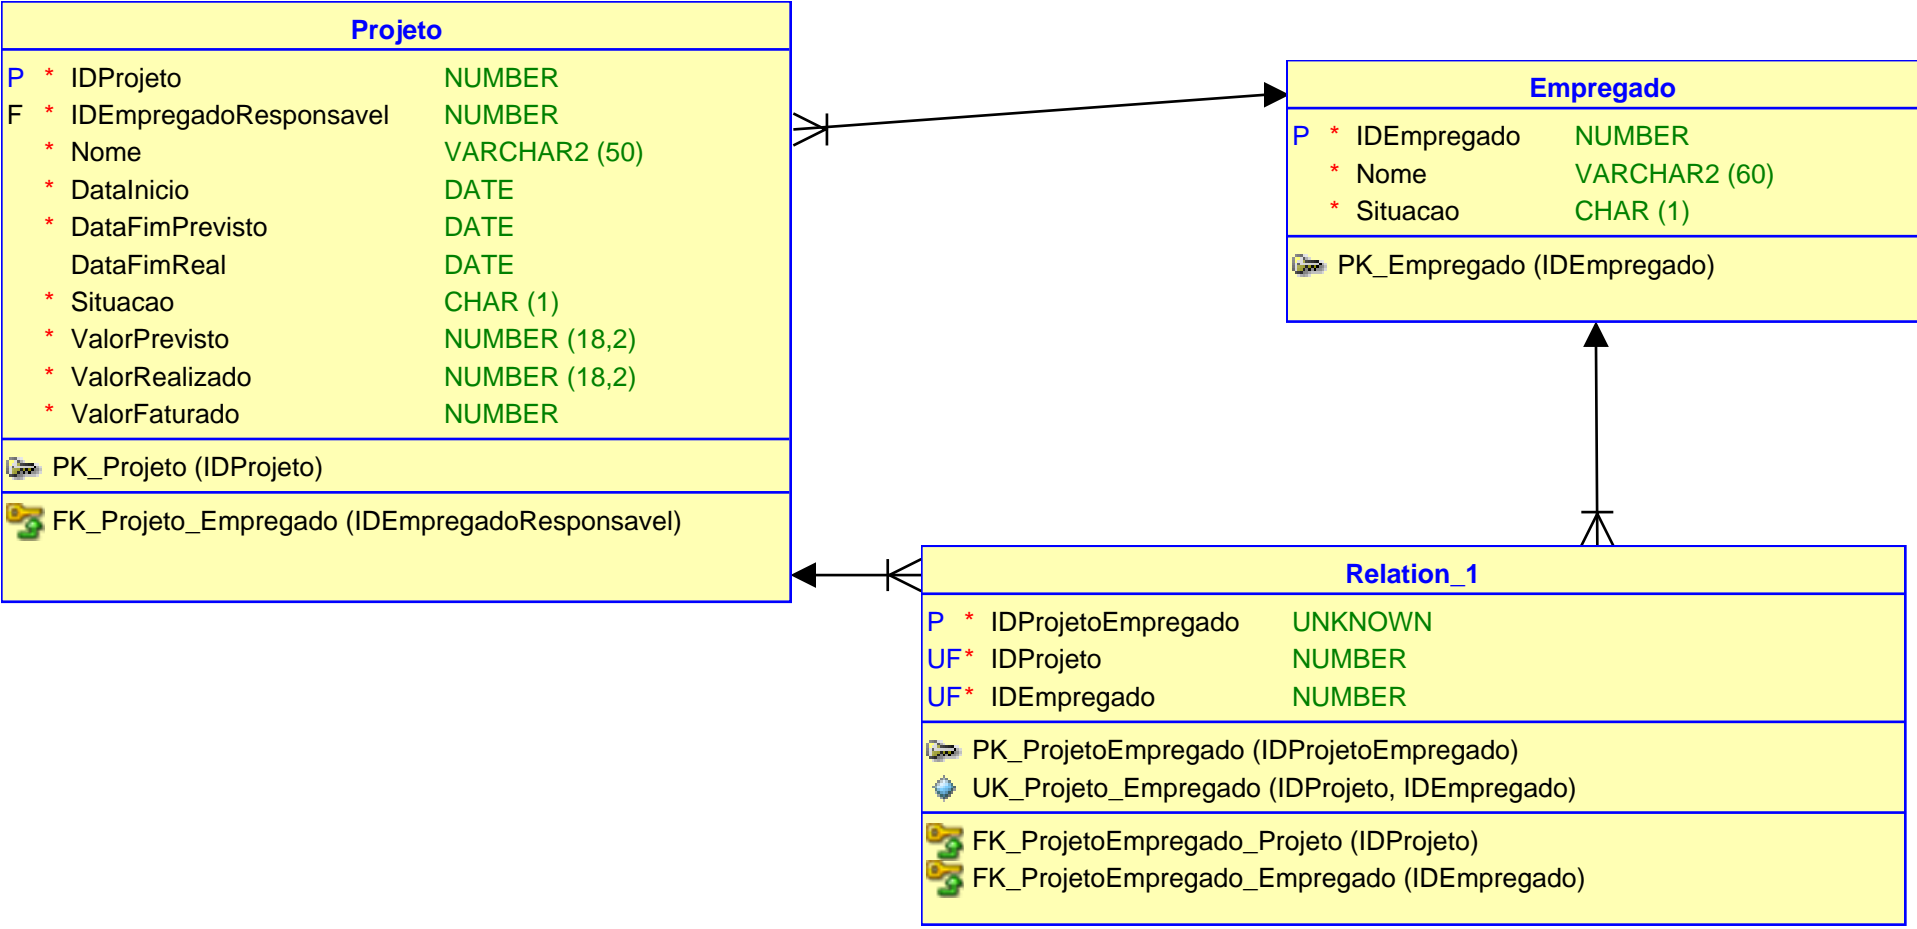 Projeto
P * IDProjeto NUMBER
F * IDEmpregadoResponsavel NUMBER
* Nome VARCHAR2 (50)
* DataInicio DATE
* DataFimPrevisto DATE
DataFimReal DATE
* Situacao CHAR (1)
* ValorPrevisto NUMBER (18,2)
* ValorRealizado NUMBER (18,2)
* ValorFaturado NUMBER
PK_Projeto (IDProjeto)
FK_Projeto_Empregado (IDEmpregadoResponsavel)
Empregado
P * IDEmpregado NUMBER
* Nome VARCHAR2 (60)
* Situacao CHAR (1)
PK_Empregado (IDEmpregado)
Relation_1
P * IDProjetoEmpregado UNKNOWN
UF* IDProjeto NUMBER
UF* IDEmpregado NUMBER
PK_ProjetoEmpregado (IDProjetoEmpregado)
UK_Projeto_Empregado (IDProjeto, IDEmpregado)
FK_ProjetoEmpregado_Projeto (IDProjeto)
FK_ProjetoEmpregado_Empregado (IDEmpregado)